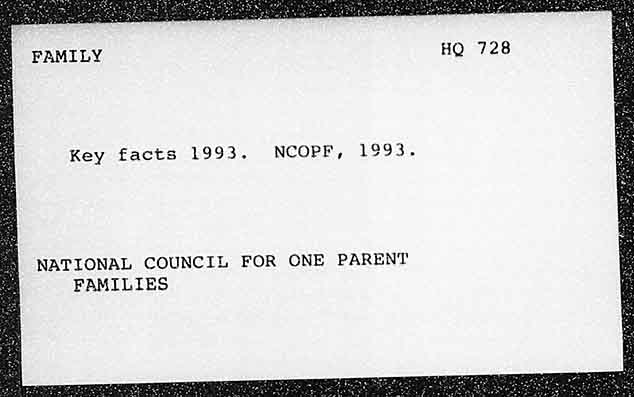 FAMILY HQ 728
Key facts 1993. NCOPF, 1993.
NATIONAL COUNCIL FOR ONE PARENT
FAMILIES